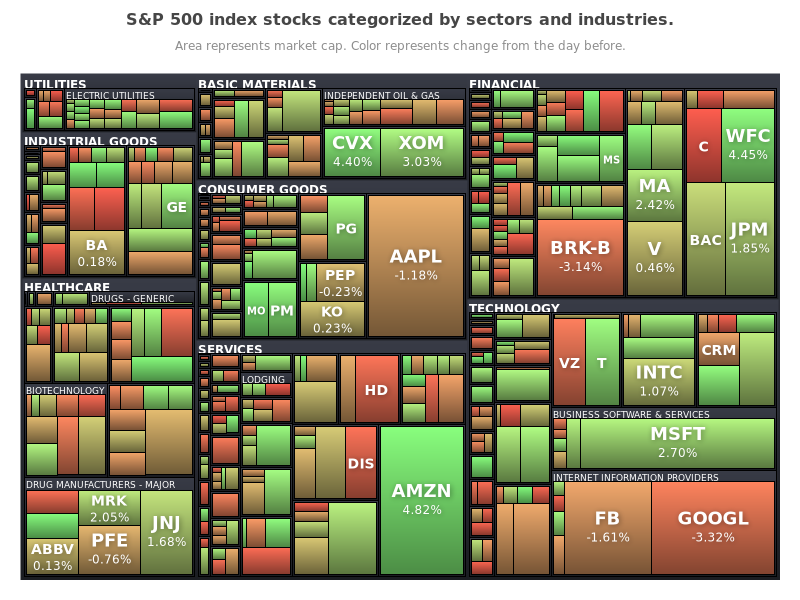 S&P 500 index stocks categorized by sectors and industries.
Area represents market cap. Color represents change from the day before.
UTILITIES
ELECTRIC UTILITIES
INDUSTRIAL GOODS
GE
BA
0.18%
HEALTHCARE
DRUGS - GENERIC
BIOTECHNOLOGY
DRUG MANUFACTURERS - MAJOR
MRK
2.05%
JNJ
1.68%
PFE
-0.76%
ABBV
0.13%
BASIC MATERIALS
INDEPENDENT OIL & GAS
CVX
4.40%
XOM
3.03%
CONSUMER GOODS
PG
AAPL
-1.18%
PEP
-0.23%
MO
PM
KO
0.23%
SERVICES
LODGING
HD
DIS
AMZN
4.82%
FINANCIAL
MS
C
WFC
4.45%
MA
2.42%
BRK-B
-3.14%
V
0.46%
BAC
JPM
1.85%
TECHNOLOGY
VZ
T
INTC
1.07%
CRM
BUSINESS SOFTWARE & SERVICES
MSFT
2.70%
INTERNET INFORMATION PROVIDERS
FB
-1.61%
GOOGL
-3.32%